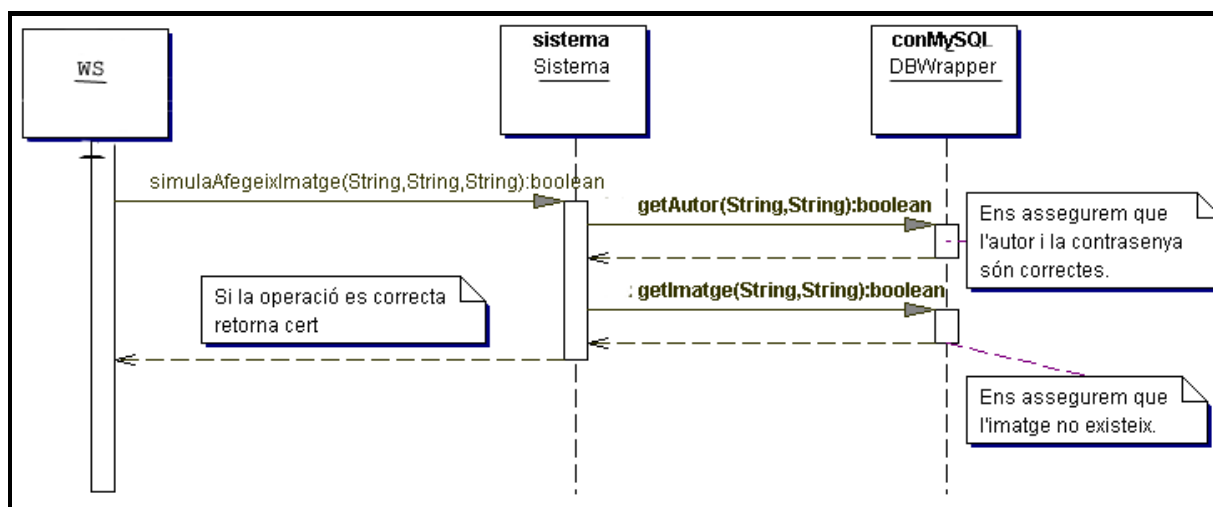 WS
sistema
Sistema
conMySQL
DBWrapper
simulaAfegeixImatge(String,String,String):boolean
getAutor(String,String):boolean
Ens assegurem que
l'autor i la contrasenya
són correctes.
: getImatge(String,String):boolean
Si la operació es correcta
retorna cert
Ens assegurem que
l'imatge no existeix.